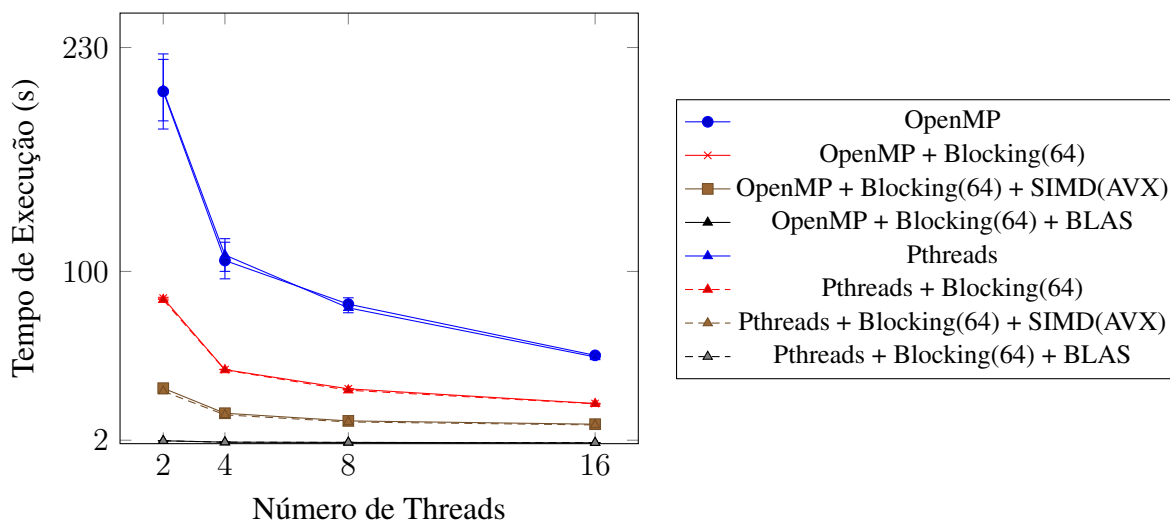 230
100
2
2
4
8
16
Tempo de Execução (s)
Número de Threads
OpenMP
OpenMP + Blocking(64)
OpenMP + Blocking(64) + SIMD(AVX)
OpenMP + Blocking(64) + BLAS
Pthreads
Pthreads + Blocking(64)
Pthreads + Blocking(64) + SIMD(AVX)
Pthreads + Blocking(64) + BLAS